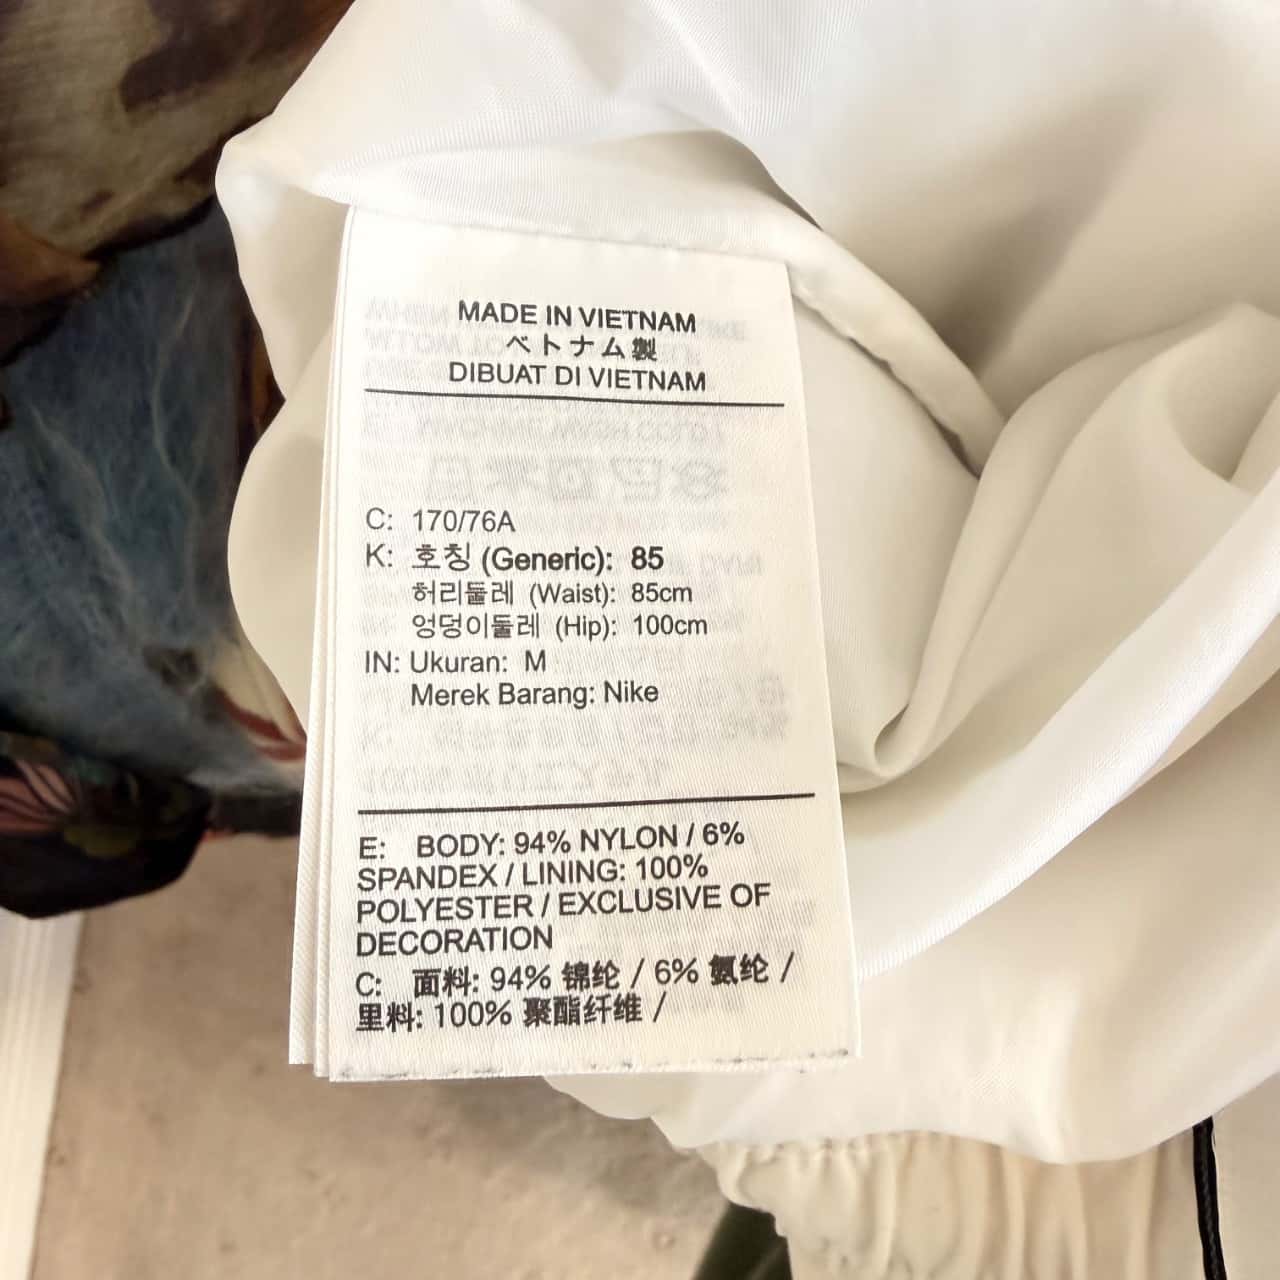 MADE IN VIETNAM
ベトナム製
DIBUAT DI VIETNAM
C: 170/76A
K: 호칭 (Generic): 85
허리둘레 (Waist): 85cm
엉덩이둘레 (Hip): 100cm
IN: Ukuran: M
Merek Barang: Nike
E: BODY: 94% NYLON / 6%
SPANDEX / LINING: 100%
POLYESTER / EXCLUSIVE OF
DECORATION
C: 面料: 94% 锦纶 / 6% 氨纶 /
里料: 100% 聚酯纤维 /